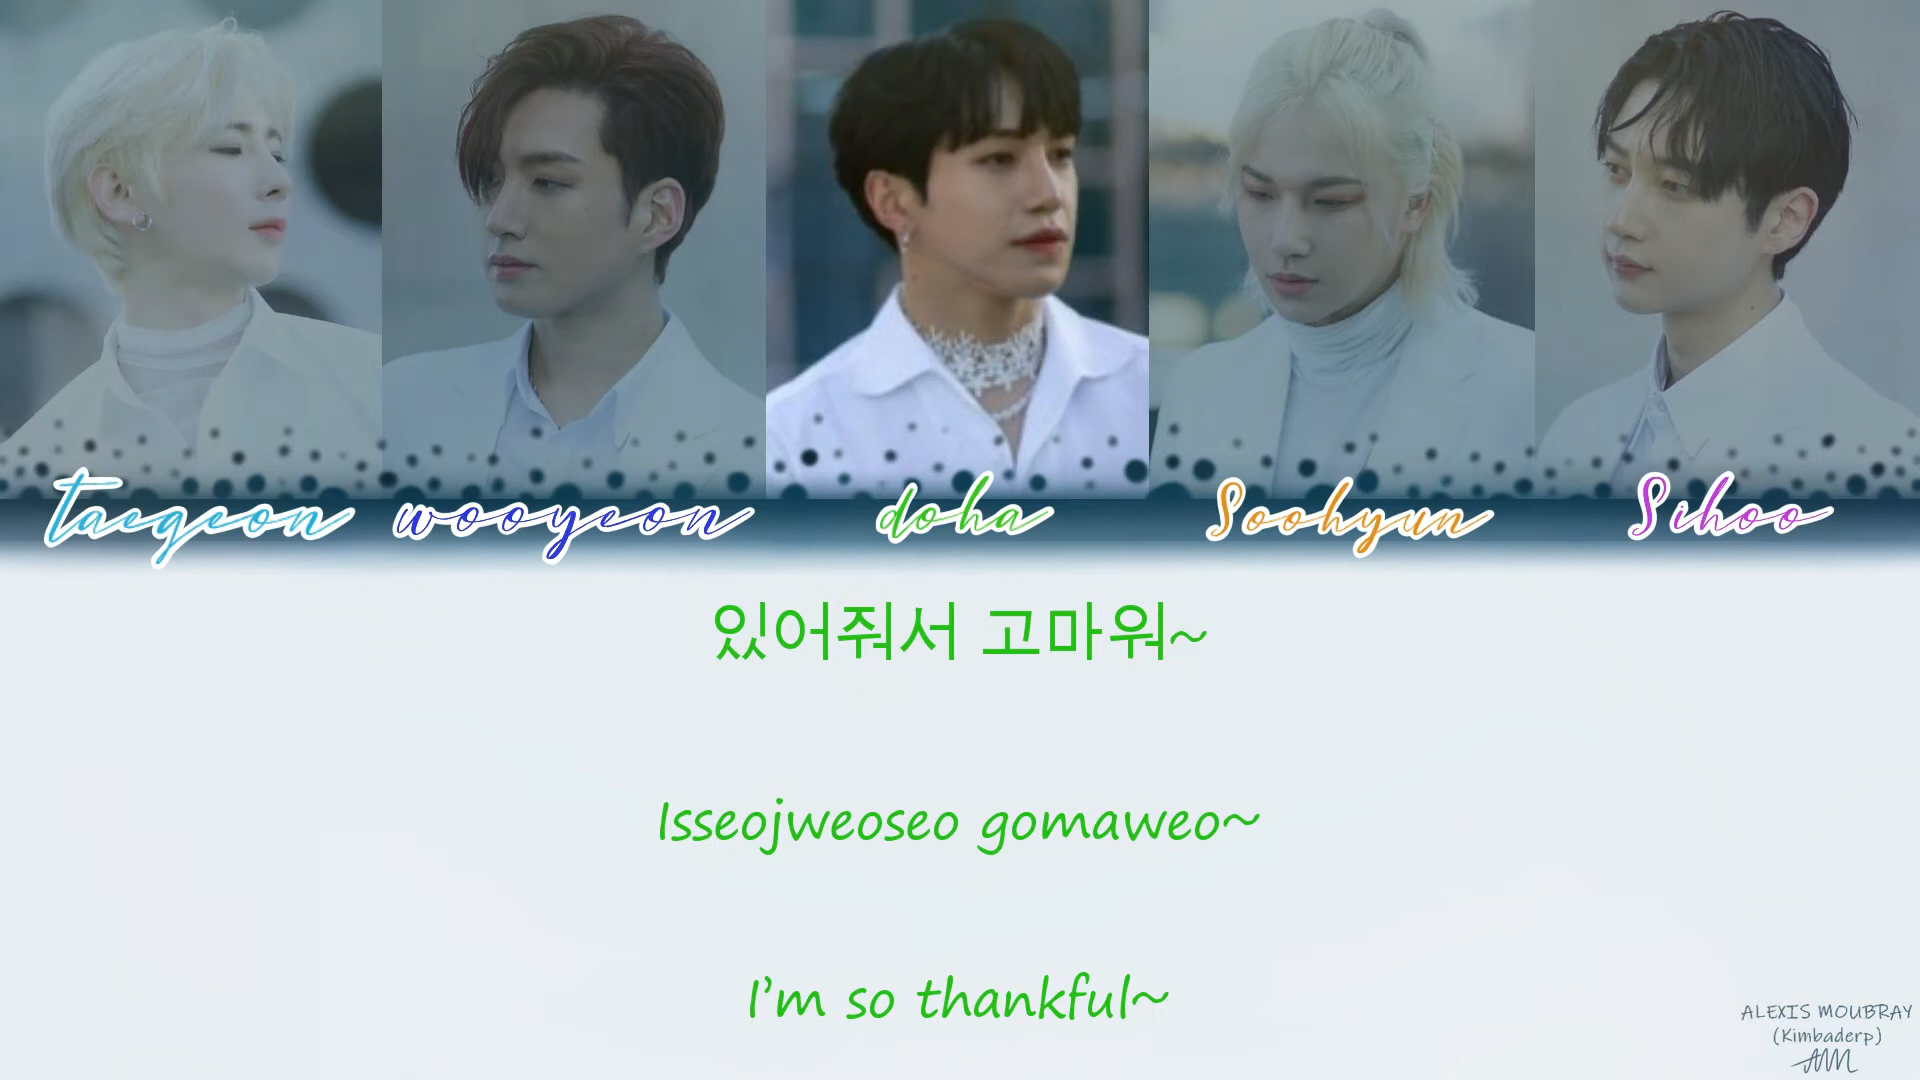 taegeon
wooyeon
doha
Soohyun
Sihoo
있어줘서 고마워~
Isseojweoseo gomaweo~
I'm so thankful~
ALEXIS MOUBRAY
(Kimbaderp)
AM